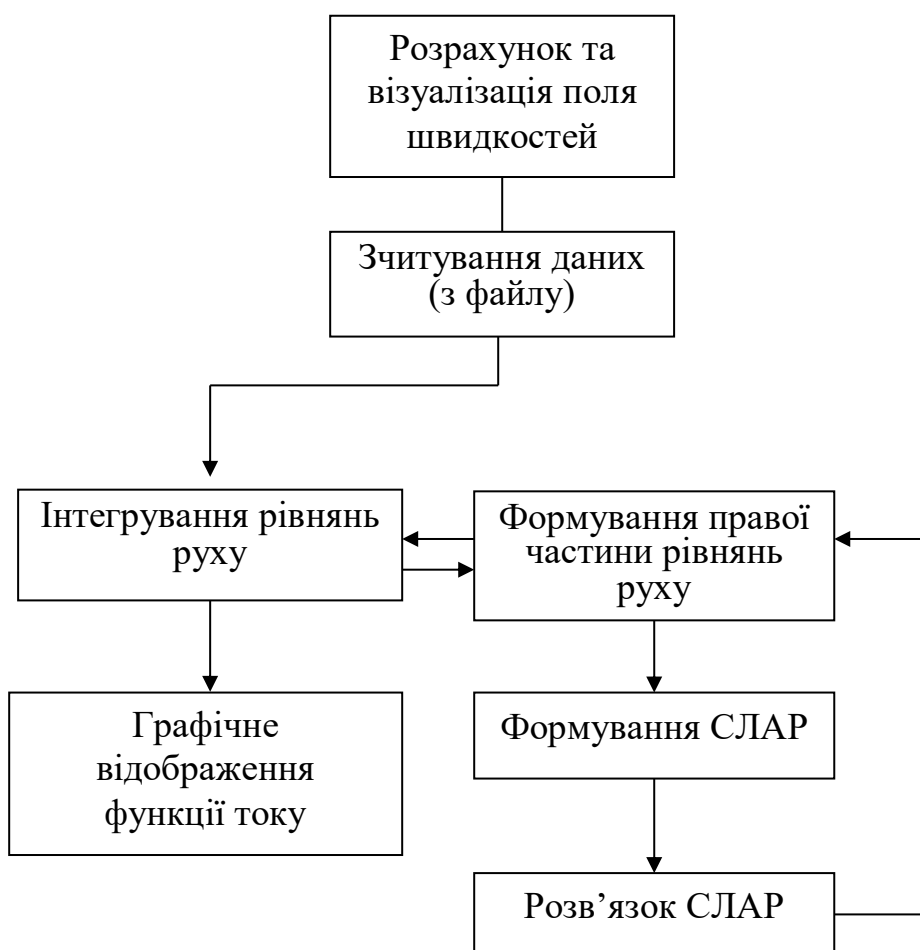 Розрахунок та
візуалізація поля
швидкостей
Зчитування даних
(з файлу)
Інтегрування рівнянь
руху
Формування правої
частини рівнянь
руху
Графічне
відображення
функції току
Формування СЛАР
Розв’язок СЛАР